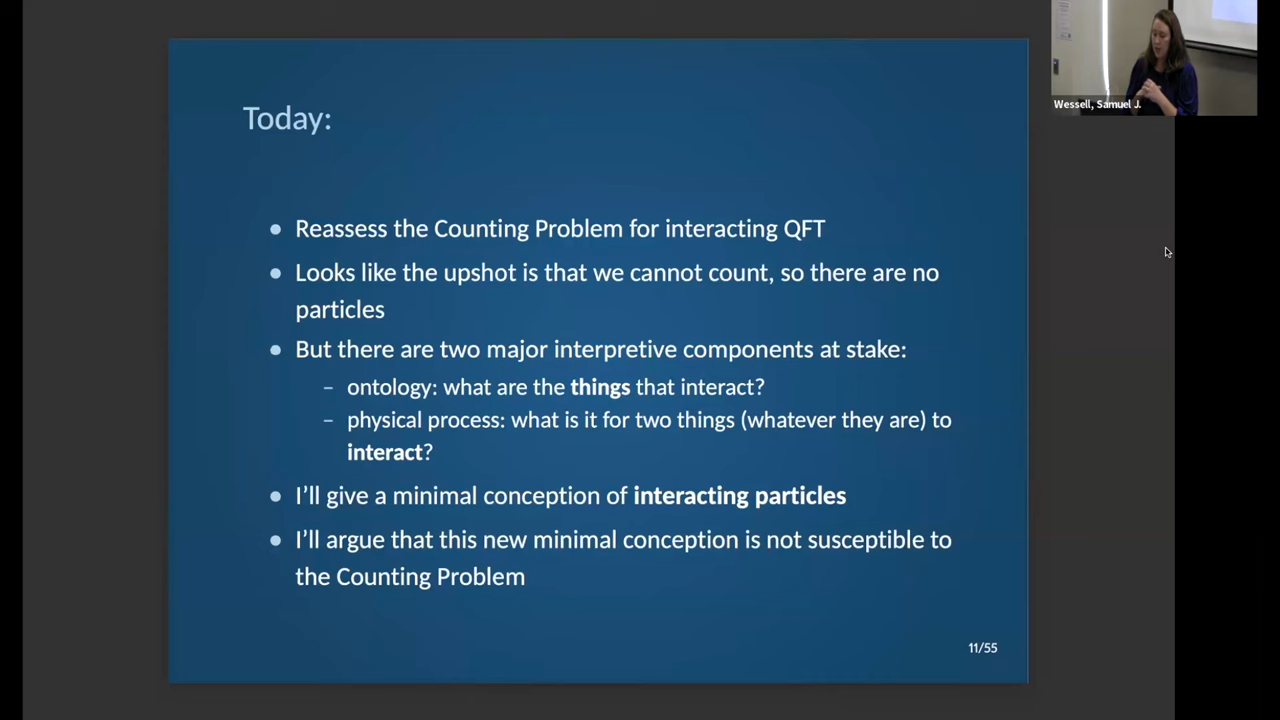 Today:
● Reassess the Counting Problem for interacting QFT
● Looks like the upshot is that we cannot count, so there are no
particles
● But there are two major interpretive components at stake:
– ontology: what are the things that interact?
– physical process: what is it for two things (whatever they are) to
interact?
● I’ll give a minimal conception of interacting particles
● I’ll argue that this new minimal conception is not susceptible to
the Counting Problem
11/55
Wessell, Samuel J.